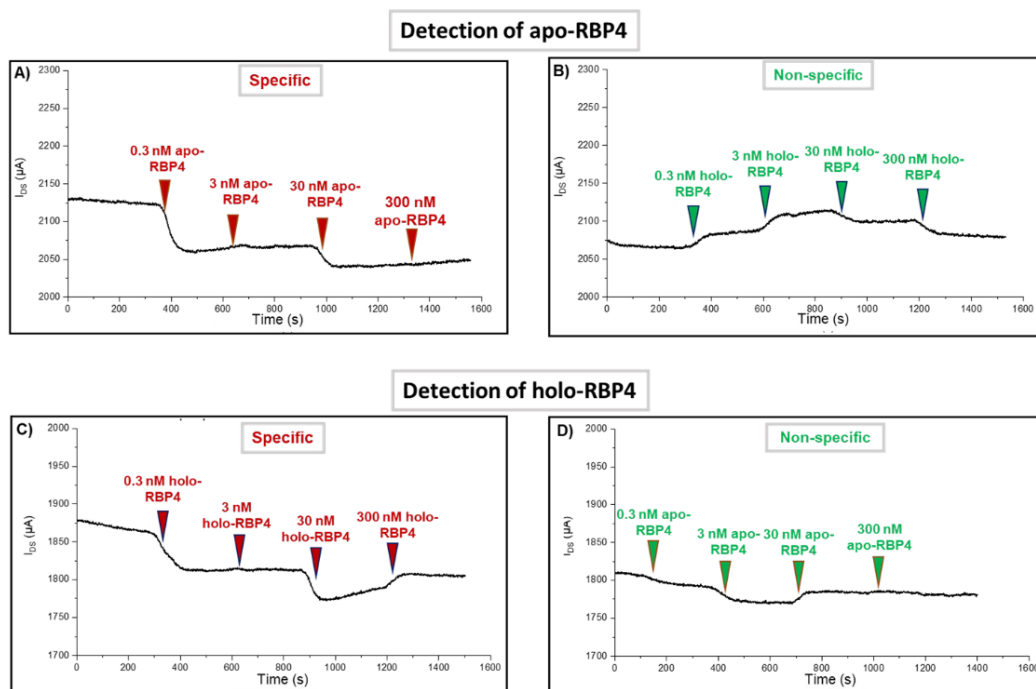 Detection of apo-RBP4
A)
Specific
2300
2250
2200
2150
2100
2050
2000
I_DS (µA)
0.3 nM apo-
RBP4
3 nM apo-
RBP4
30 nM apo-
RBP4
300 nM
apo-RBP4
0 200 400 600 800 1000 1200 1400 1600
Time (s)
B)
Non-specific
2300
2250
2200
2150
2100
2050
2000
I_DS (µA)
0.3 nM holo-
RBP4
3 nM holo-
RBP4
30 nM holo-
RBP4
300 nM holo-
RBP4
0 200 400 600 800 1000 1200 1400 1600
Time (s)
Detection of holo-RBP4
C)
Specific
2000
1950
1900
1850
1800
1750
1700
I_DS (µA)
0.3 nM holo-
RBP4
3 nM
holo-RBP4
30 nM
holo-RBP4
300 nM holo-
RBP4
0 200 400 600 800 1000 1200 1400 1600
Time (s)
D)
Non-specific
2000
1950
1900
1850
1800
1750
1700
I_DS (µA)
0.3 nM apo-
RBP4
3 nM apo-
RBP4
30 nM apo-
RBP4
300 nM
apo-RBP4
0 200 400 600 800 1000 1200 1400 1600
Time (s)